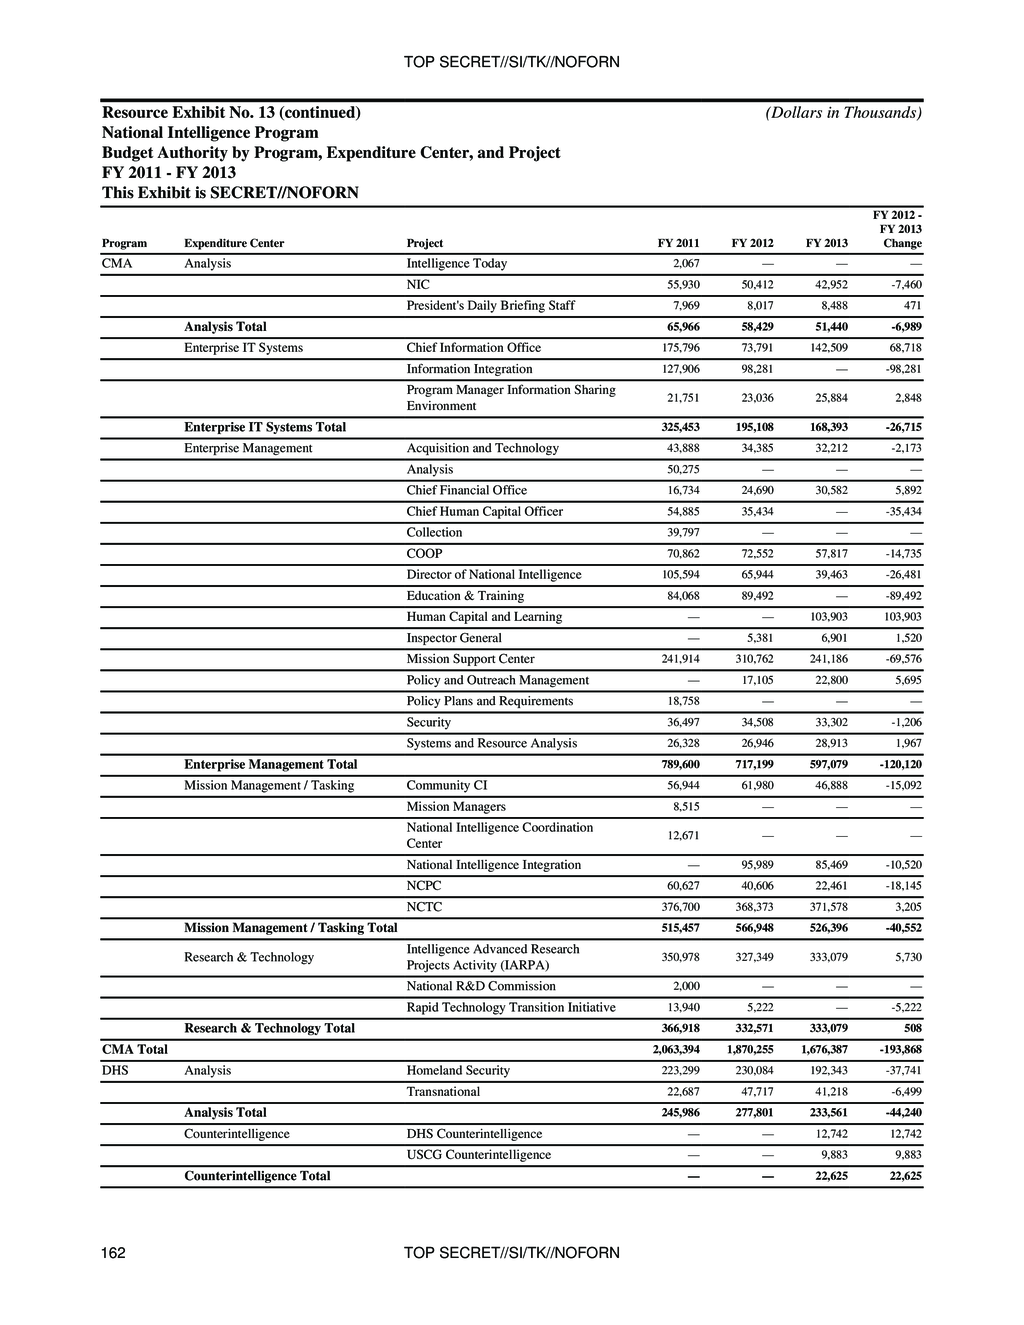 TOP SECRET//SI/TK//NOFORN
Resource Exhibit No. 13 (continued) (Dollars in Thousands)
National Intelligence Program
Budget Authority by Program, Expenditure Center, and Project
FY 2011 - FY 2013
This Exhibit is SECRET//NOFORN
FY 2012 -
FY 2013
Program Expenditure Center Project FY 2011 FY 2012 FY 2013 Change
CMA Analysis Intelligence Today 2,067 — — —
NIC 55,930 50,412 42,952 -7,460
President's Daily Briefing Staff 7,969 8,017 8,488 471
Analysis Total 65,966 58,429 51,440 -6,989
Enterprise IT Systems Chief Information Office 175,796 73,791 142,509 68,718
Information Integration 127,906 98,281 — -98,281
Program Manager Information Sharing
Environment 21,751 23,036 25,884 2,848
Enterprise IT Systems Total 325,453 195,108 168,393 -26,715
Enterprise Management Acquisition and Technology 43,888 34,385 32,212 -2,173
Analysis 50,275 — — —
Chief Financial Office 16,734 24,690 30,582 5,892
Chief Human Capital Officer 54,885 35,434 — -35,434
Collection 39,797 — — —
COOP 70,862 72,552 57,817 -14,735
Director of National Intelligence 105,594 65,944 39,463 -26,481
Education & Training 84,068 89,492 — -89,492
Human Capital and Learning — — 103,903 103,903
Inspector General — 5,381 6,901 1,520
Mission Support Center 241,914 310,762 241,186 -69,576
Policy and Outreach Management — 17,105 22,800 5,695
Policy Plans and Requirements 18,758 — — —
Security 36,497 34,508 33,302 -1,206
Systems and Resource Analysis 26,328 26,946 28,913 1,967
Enterprise Management Total 789,600 717,199 597,079 -120,120
Mission Management / Tasking Community CI 56,944 61,980 46,888 -15,092
Mission Managers 8,515 — — —
National Intelligence Coordination
Center 12,671 — — —
National Intelligence Integration — 95,989 85,469 -10,520
NCPC 60,627 40,606 22,461 -18,145
NCTC 376,700 368,373 371,578 3,205
Mission Management / Tasking Total 515,457 566,948 526,396 -40,552
Research & Technology Intelligence Advanced Research
Projects Activity (IARPA) 350,978 327,349 333,079 5,730
National R&D Commission 2,000 — — —
Rapid Technology Transition Initiative 13,940 5,222 — -5,222
Research & Technology Total 366,918 332,571 333,079 508
CMA Total 2,063,394 1,870,255 1,676,387 -193,868
DHS Analysis Homeland Security 223,299 230,084 192,343 -37,741
Transnational 22,687 47,717 41,218 -6,499
Analysis Total 245,986 277,801 233,561 -44,240
Counterintelligence DHS Counterintelligence — — 12,742 12,742
USCG Counterintelligence — — 9,883 9,883
Counterintelligence Total — — 22,625 22,625
162 TOP SECRET//SI/TK//NOFORN